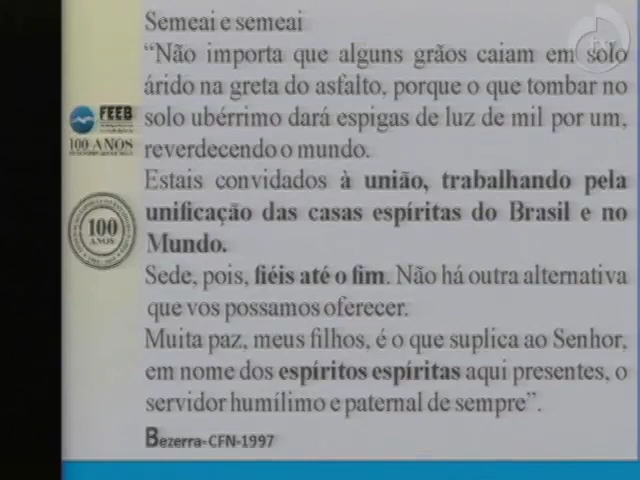 Semeai e semeai
“Não importa que alguns grãos caiam em solo
árido na greta do asfalto, porque o que tombar no
solo ubérrimo dará espigas de luz de mil por um,
reverdecendo o mundo.
Estais convidados à união, trabalhando pela
unificação das casas espíritas do Brasil e no
Mundo.
Sede, pois, fiéis até o fim. Não há outra alternativa
que vos possamos oferecer.
Muita paz, meus filhos, é o que suplica ao Senhor,
em nome dos espíritos espíritas aqui presentes, o
servidor humílimo e paternal de sempre”.
Bezerra-CFN-1997
FEEB
100 ANOS
100
ANOS
tv